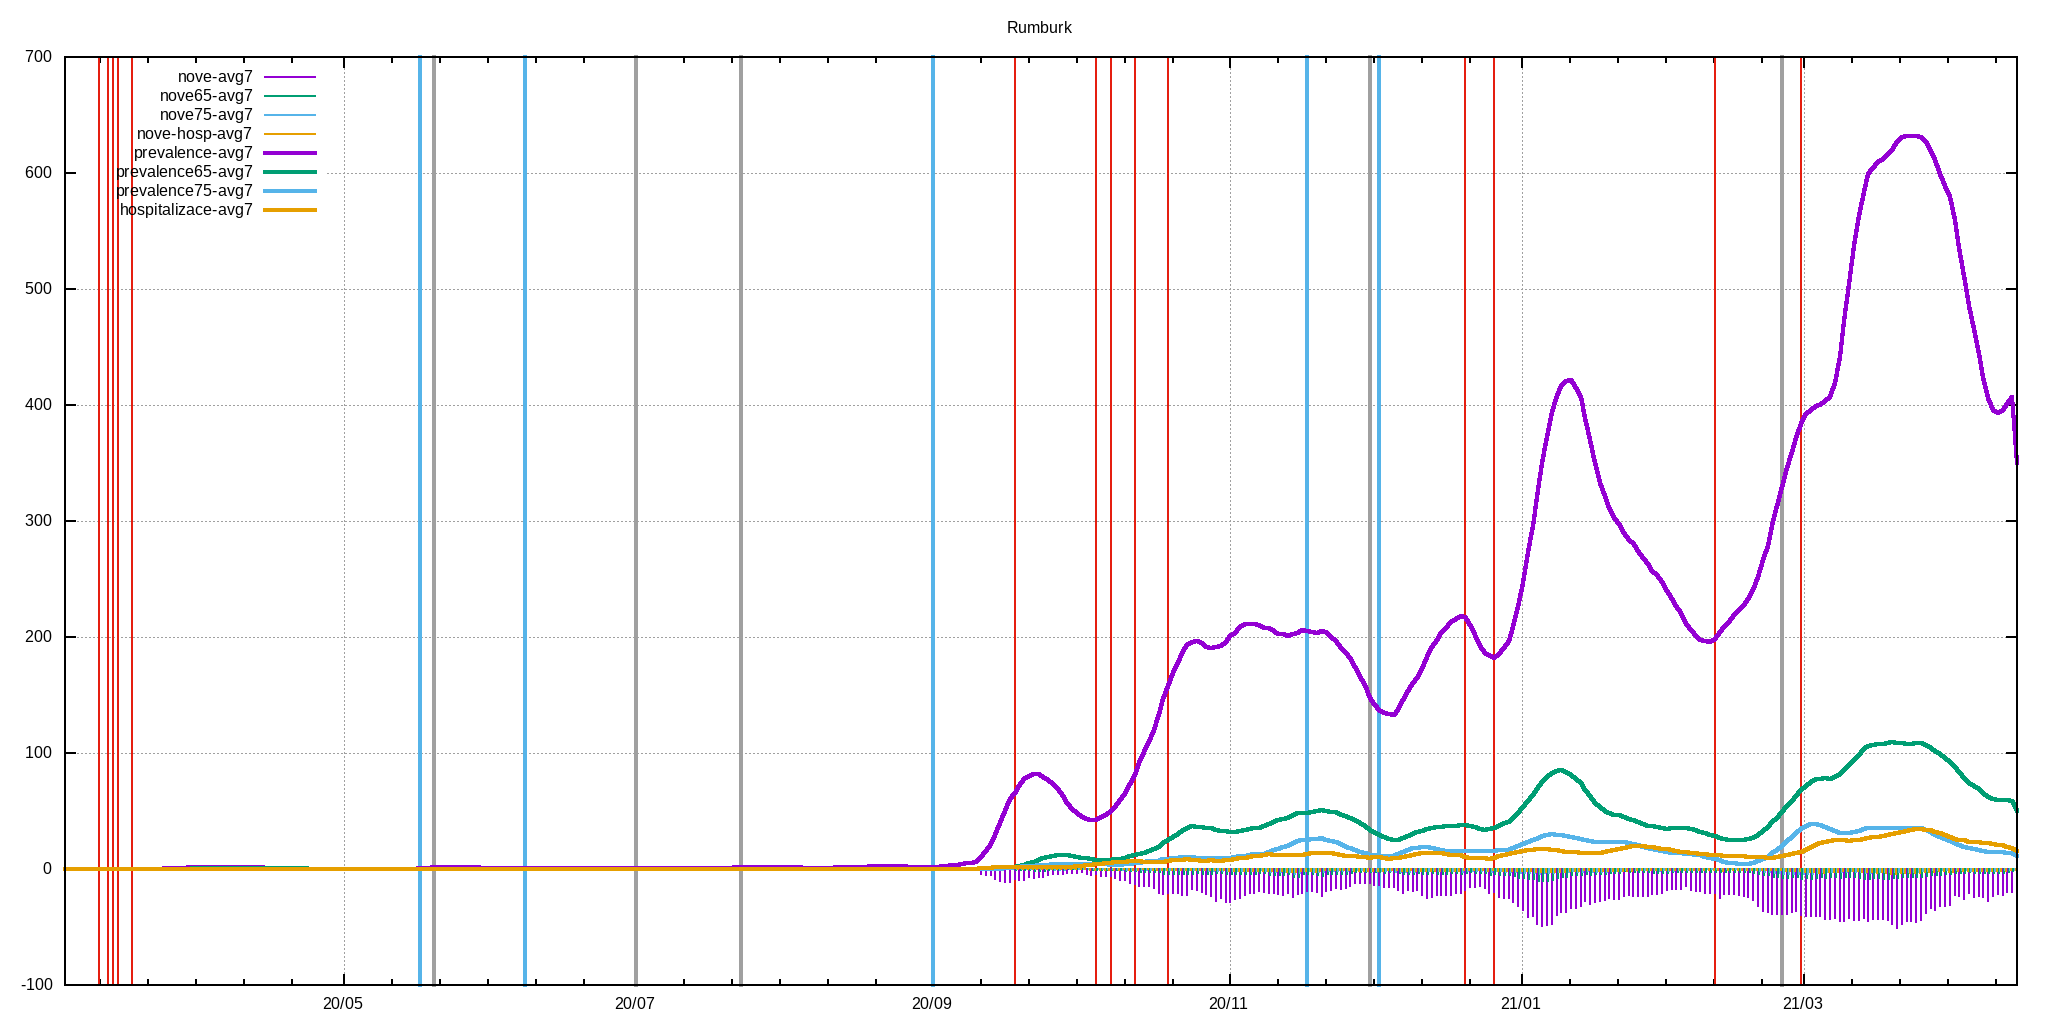 Rumburk
700
600
500
400
300
200
100
0
-100
nove-avg7
nove65-avg7
nove75-avg7
nove-hosp-avg7
prevalence-avg7
prevalence65-avg7
prevalence75-avg7
hospitalizace-avg7
20/05 20/07 20/09 20/11 21/01 21/03